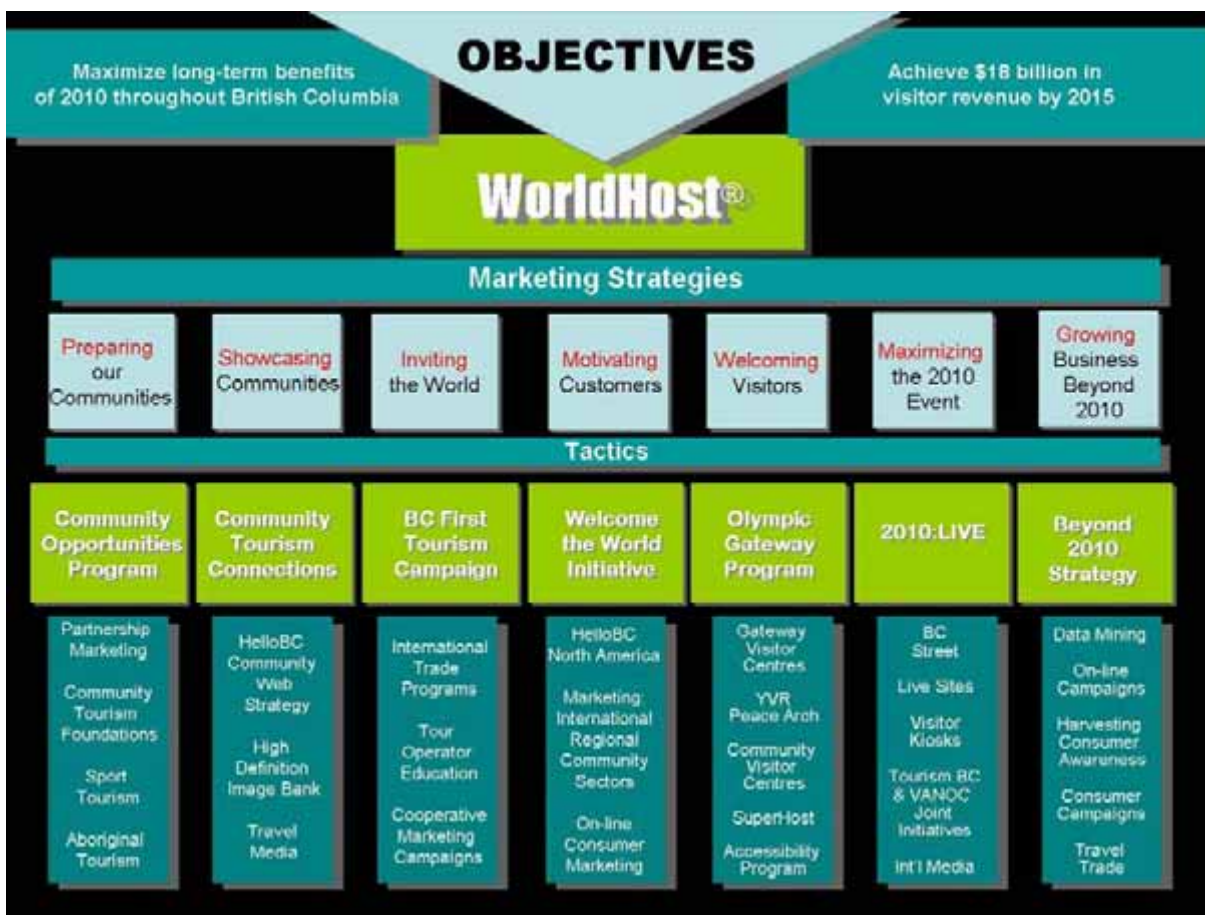 OBJECTIVES
Maximize long-term benefits
of 2010 throughout British Columbia
Achieve $18 billion in
visitor revenue by 2015
WorldHost®
Marketing Strategies
Preparing
our
Communities
Showcasing
Communities
Inviting
the World
Motivating
Customers
Welcoming
Visitors
Maximizing
the 2010
Event
Growing
Business
Beyond
2010
Tactics
Community
Opportunities
Program
Community
Tourism
Connections
BC First
Tourism
Campaign
Welcome
the World
Initiative
Olympic
Gateway
Program
2010:LIVE
Beyond
2010
Strategy
Partnership
Marketing
Community
Tourism
Foundations
Sport
Tourism
Aboriginal
Tourism
HelloBC
Community
Web
Strategy
High
Definition
Image Bank
Travel
Media
International
Trade
Programs
Tour
Operator
Education
Cooperative
Marketing
Campaigns
HelloBC
North America
Marketing:
International
Regional
Community
Sectors
On-line
Consumer
Marketing
Gateway
Visitor
Centres
YVR
Peace Arch
Community
Visitor
Centres
SuperHost
Accessibility
Program
BC
Street
Live Sites
Visitor
Kiosks
Tourism BC
& VANOC
Joint
Initiatives
Int'l Media
Data Mining
On-line
Campaigns
Harvesting
Consumer
Awareness
Consumer
Campaigns
Travel
Trade